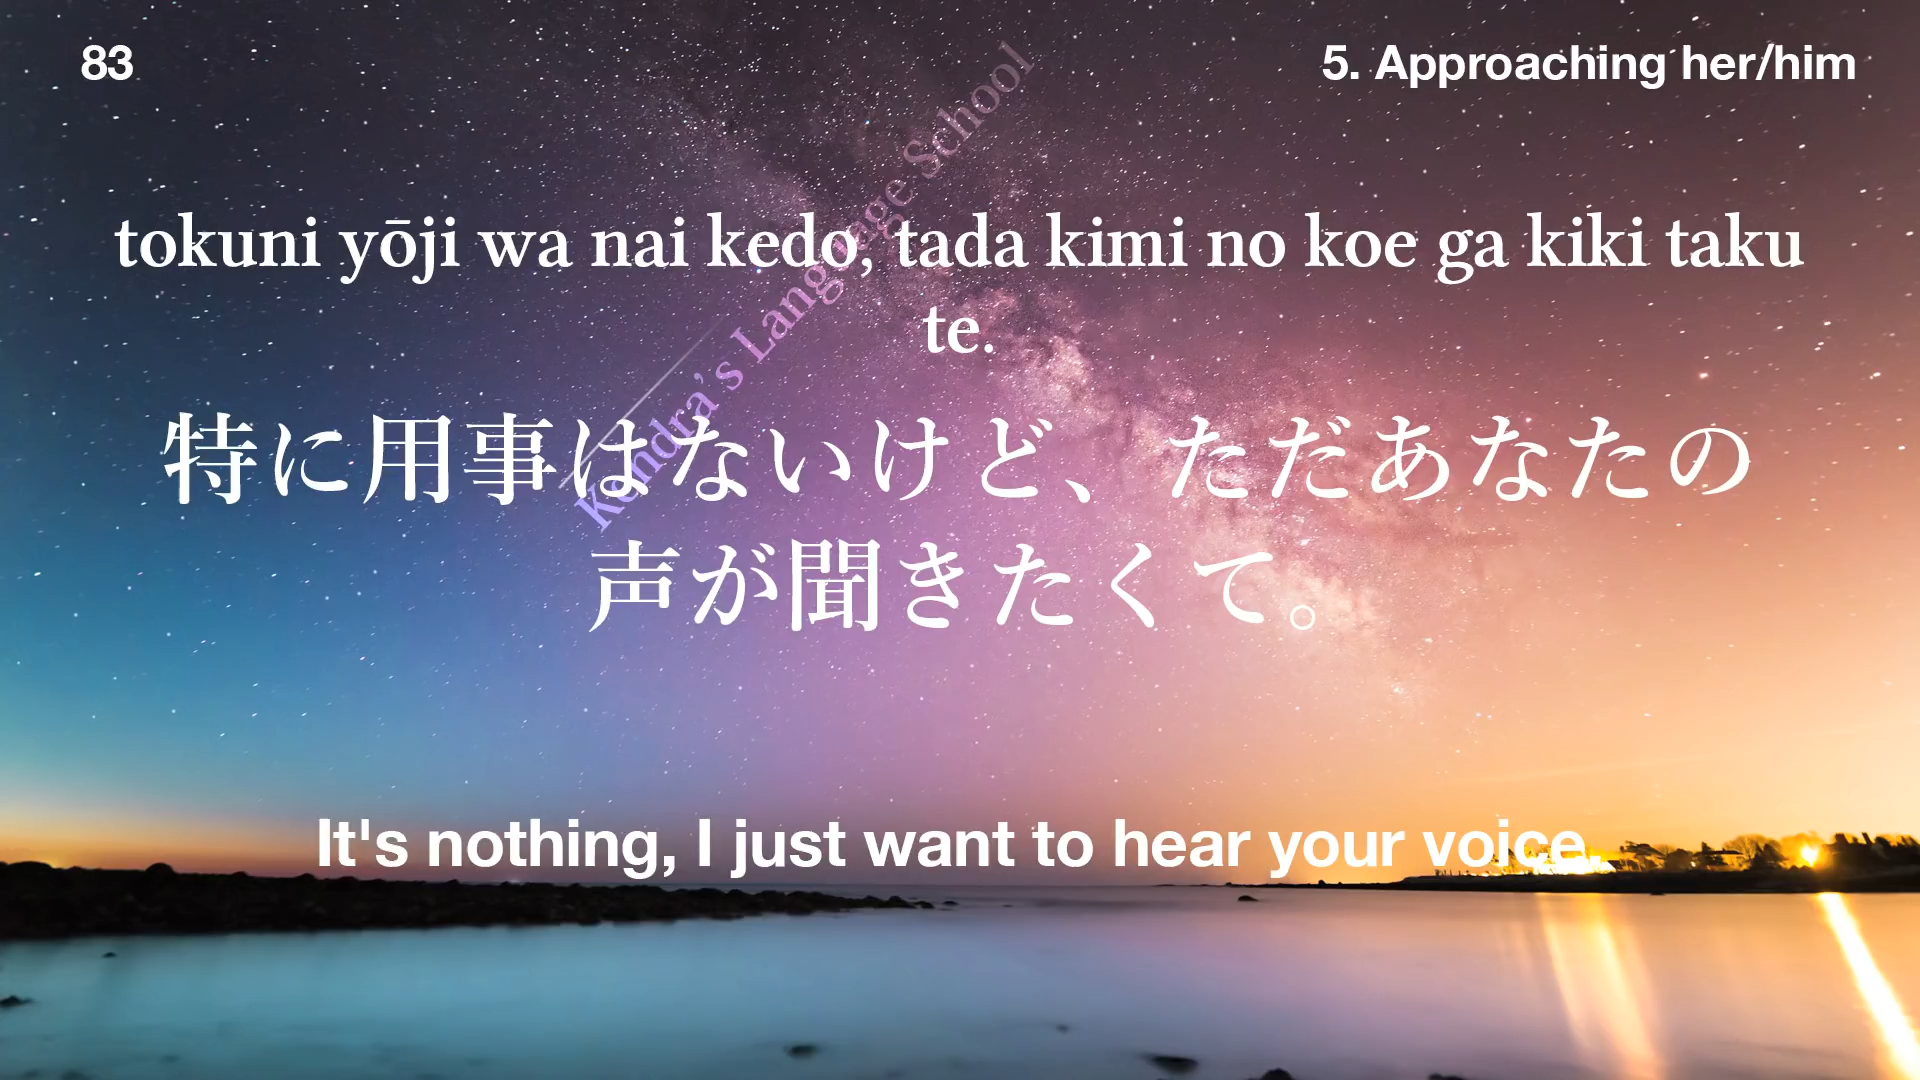 83
5. Approaching her/him
tokuni yōji wa nai kedo, tada kimi no koe ga kiki taku
te.
特に用事はないけど、ただあなたの
声が聞きたくて。
It's nothing, I just want to hear your voice.
Kendra's Language School